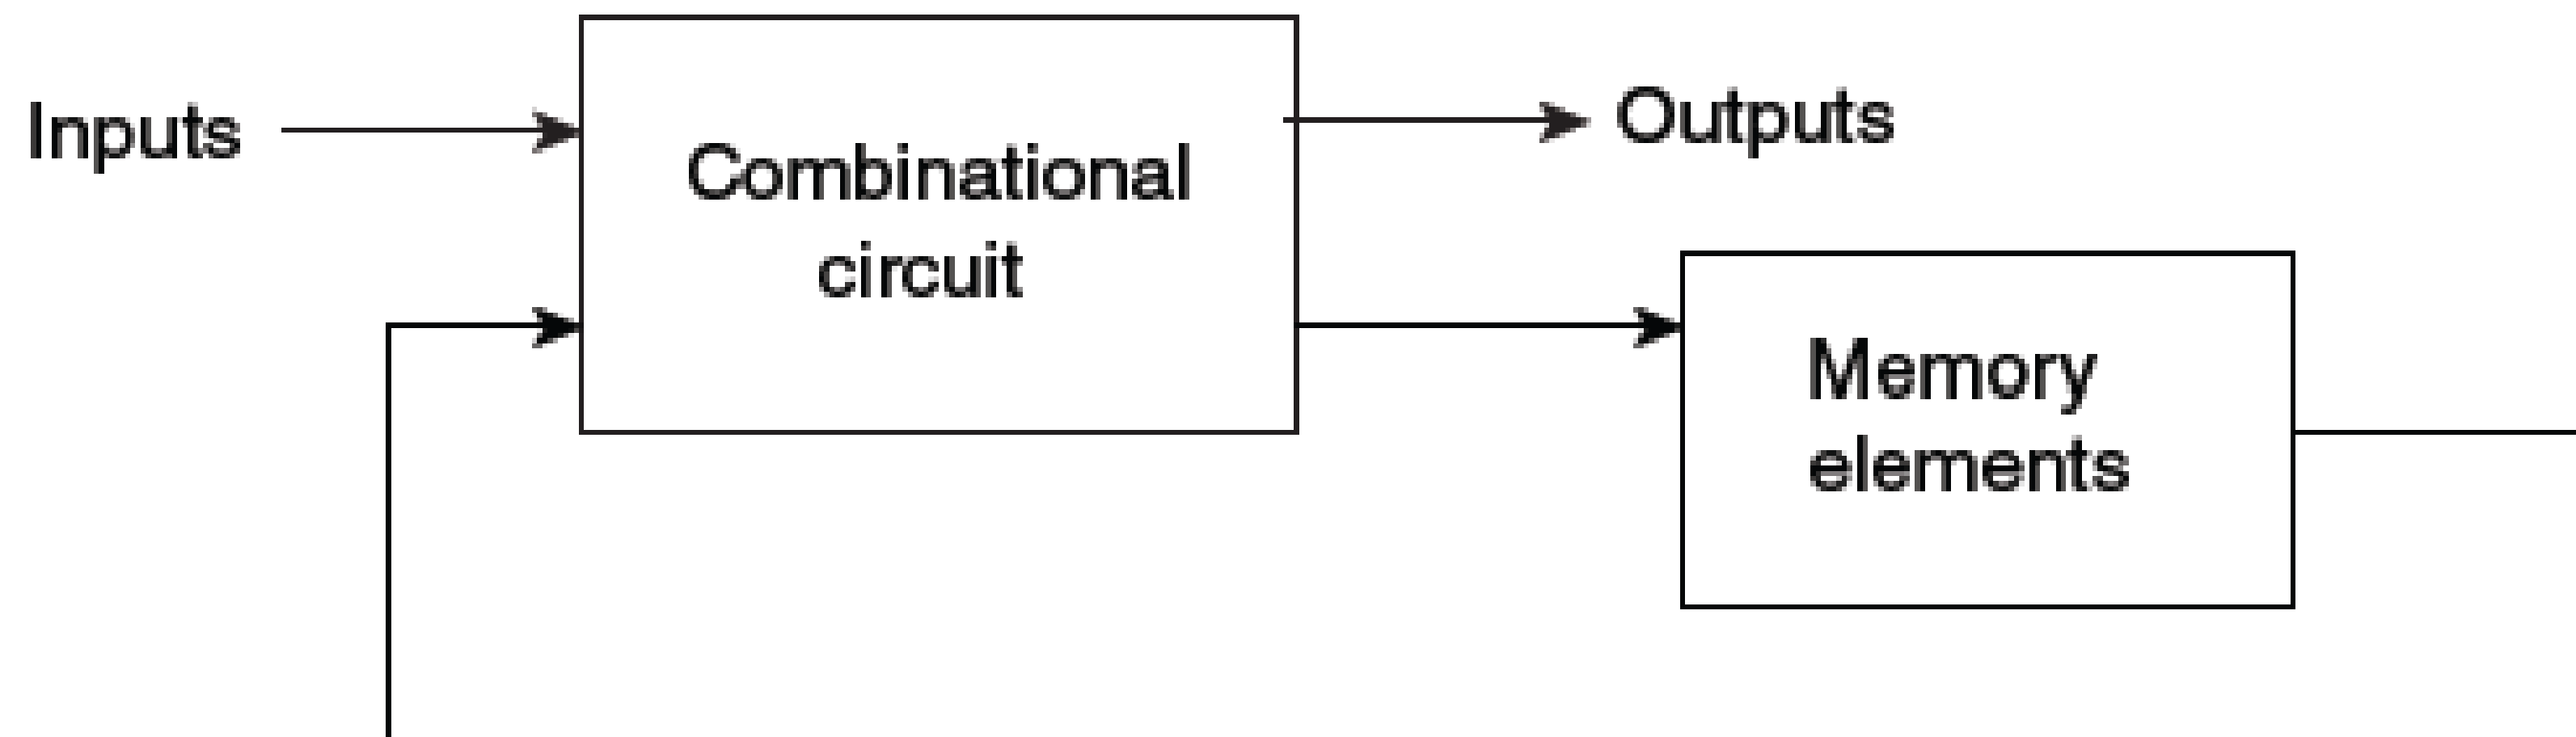 Inputs
Combinational
circuit
Outputs
Memory
elements